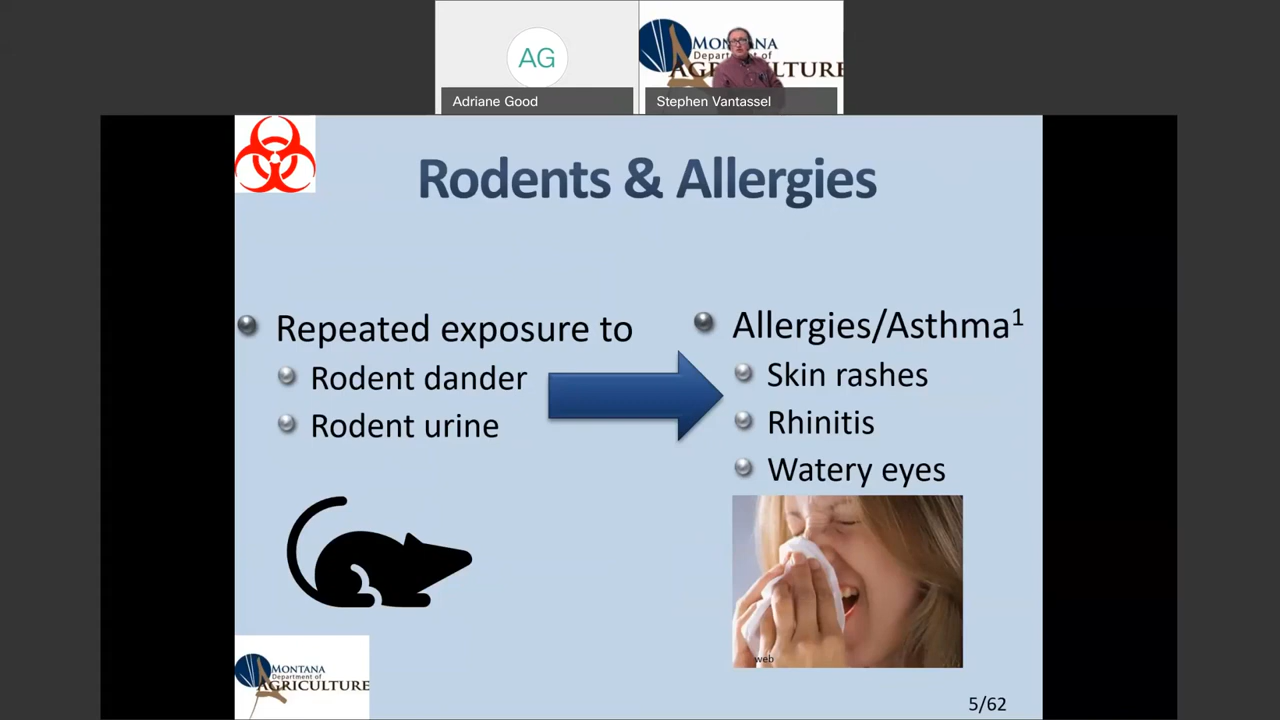 AG
Adriane Good
MONTANA
Department of
AGRICULTURE
Stephen Vantassel
Rodents & Allergies
Repeated exposure to
Rodent dander
Rodent urine
Allergies/Asthma1
Skin rashes
Rhinitis
Watery eyes
web
MONTANA
Department of
AGRICULTURE
5/62